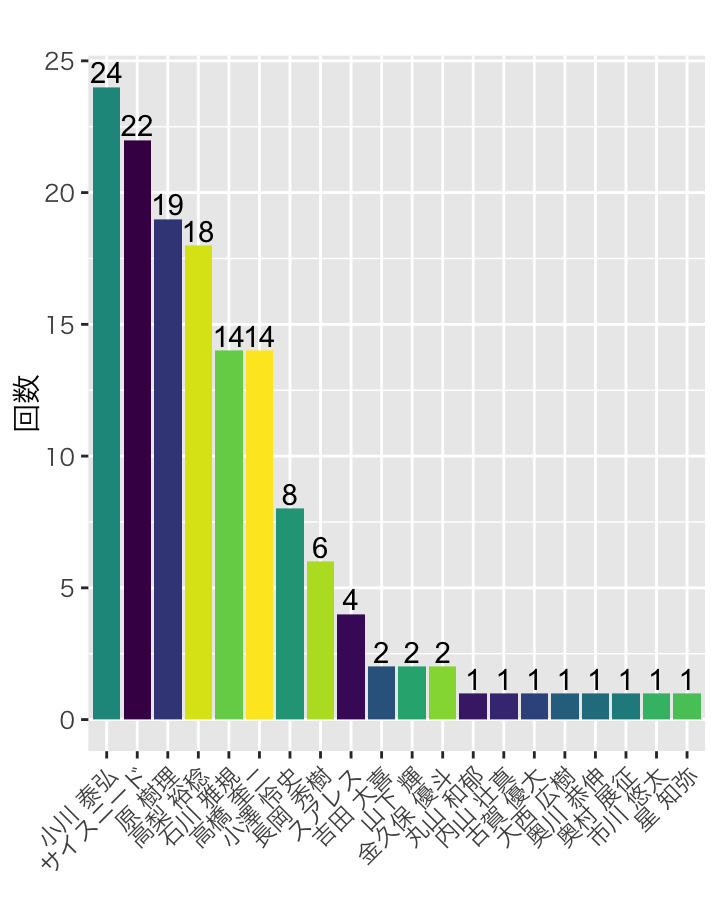 25
20
15
10
5
0
回数
24
22
19
18
14
14
8
6
4
2
2
2
1
1
1
1
1
1
1
1
小川 泰弘
サイスニード
原 樹理
高梨 裕稔
石川 雅規
高橋 奎二
小澤 怜史
長岡 秀樹
スアレス
吉田 大喜
山下 輝
金久保 優斗
丸山 和郁
内山 壮真
古賀 優大
大西 広樹
奥川 恭伸
奥村 展征
市川 悠太
星 知弥